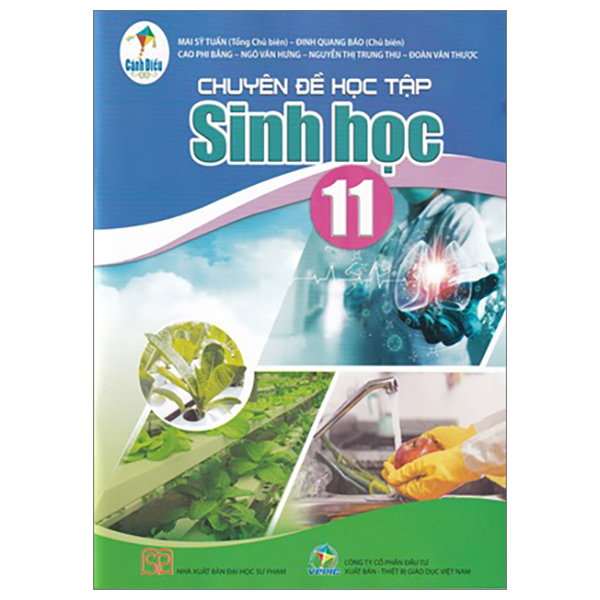 Cánh Diều
MAI SỸ TUẤN (Tổng Chủ biên) – ĐINH QUANG BÁO (Chủ biên)
CAO PHI BẰNG – NGÔ VĂN HƯNG – NGUYỄN THỊ TRUNG THU – ĐOÀN VĂN THƯỢC
CHUYÊN ĐỀ HỌC TẬP
Sinh học
11
SP
NHÀ XUẤT BẢN ĐẠI HỌC SƯ PHẠM
VEPIC
CÔNG TY CỔ PHẦN ĐẦU TƯ
XUẤT BẢN - THIẾT BỊ GIÁO DỤC VIỆT NAM